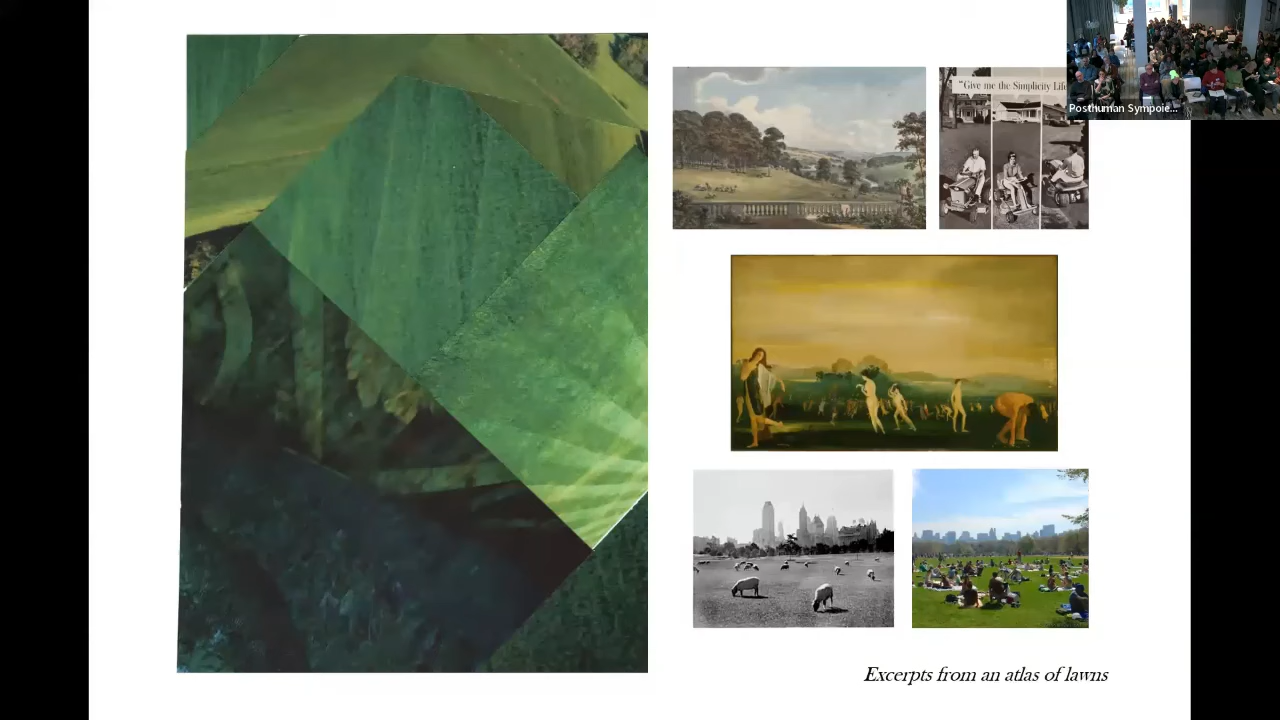 "Give me the Simplicity Lif
Posthuman Sympoie...
Excerpts from an atlas of lawns